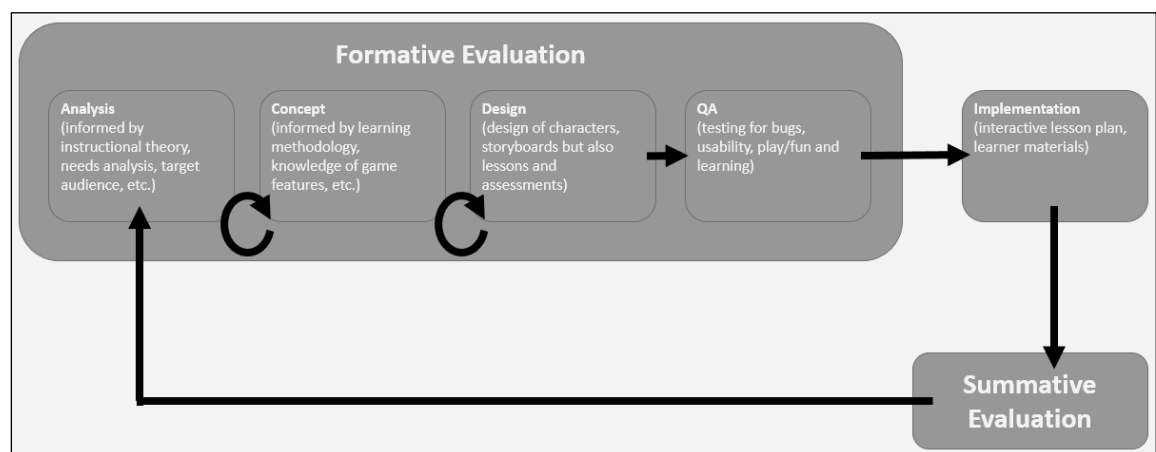 Formative Evaluation
Analysis
(informed by
instructional theory,
needs analysis, target
audience, etc.)
Concept
(informed by learning
methodology,
knowledge of game
features, etc.)
Design
(design of characters,
storyboards but also
lessons and
assessments)
QA
(testing for bugs,
usability, play/fun and
learning)
Implementation
(interactive lesson plan,
learner materials)
Summative
Evaluation